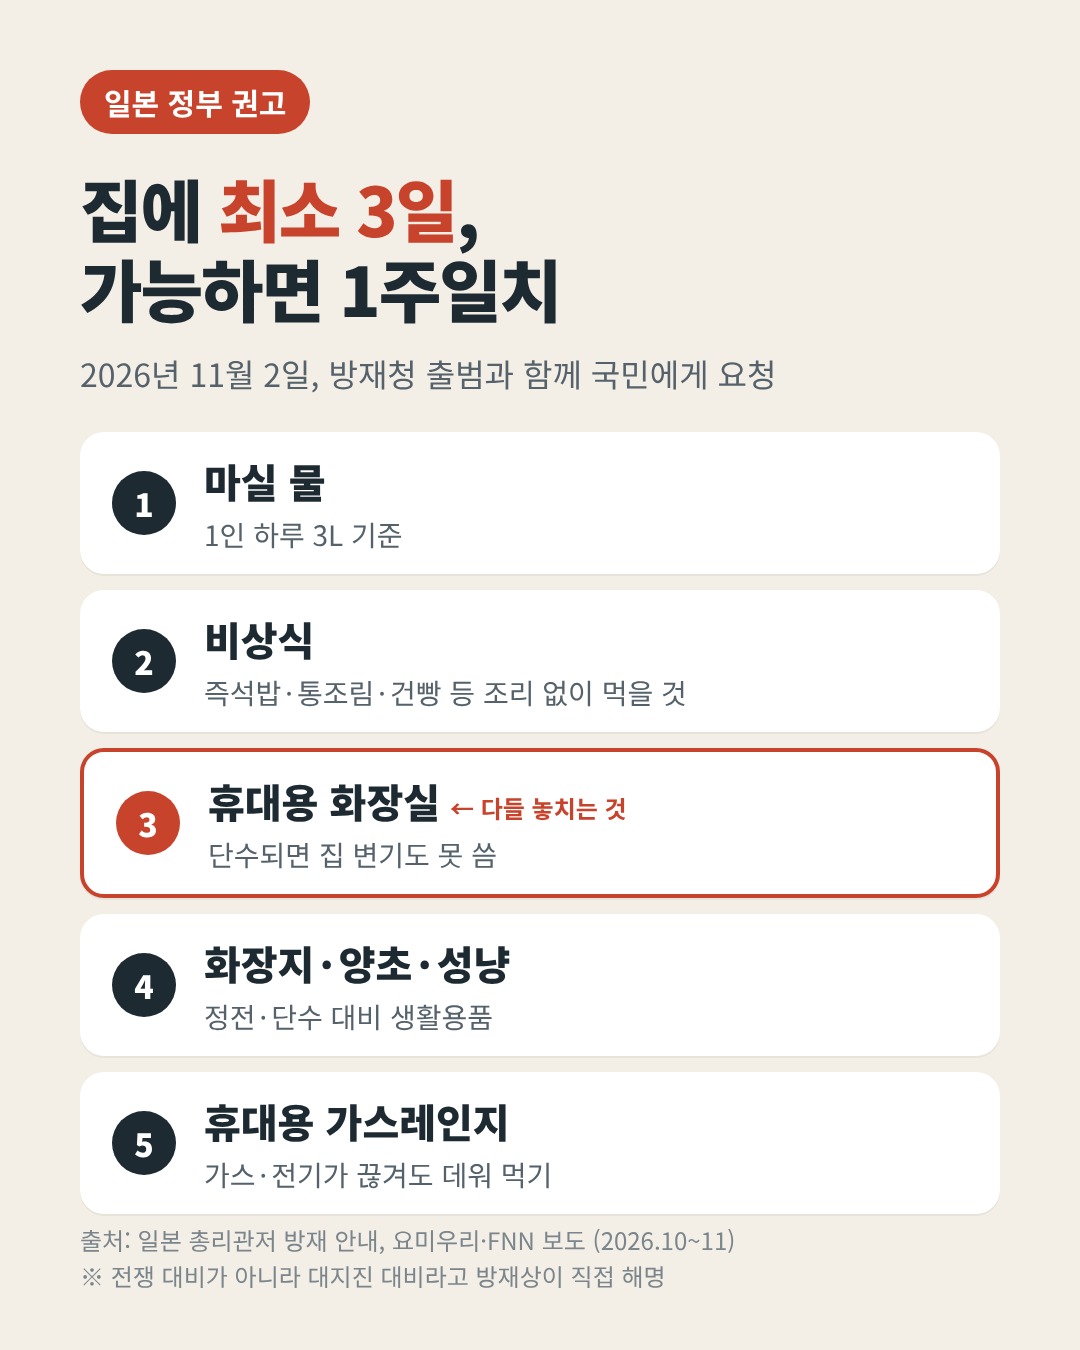 일본 정부 권고
집에 최소 3일,
가능하면 1주일치
2026년 11월 2일, 방재청 출범과 함께 국민에게 요청
1
마실 물
1인 하루 3L 기준
2
비상식
즉석밥·통조림·건빵 등 조리 없이 먹을 것
3
휴대용 화장실 ← 다들 놓치는 것
단수되면 집 변기도 못 씀
4
화장지·양초·성냥
정전·단수 대비 생활용품
5
휴대용 가스레인지
가스·전기가 끊겨도 데워 먹기
출처: 일본 총리관저 방재 안내, 요미우리·FNN 보도 (2026.10~11)
※ 전쟁 대비가 아니라 대지진 대비라고 방재상이 직접 해명